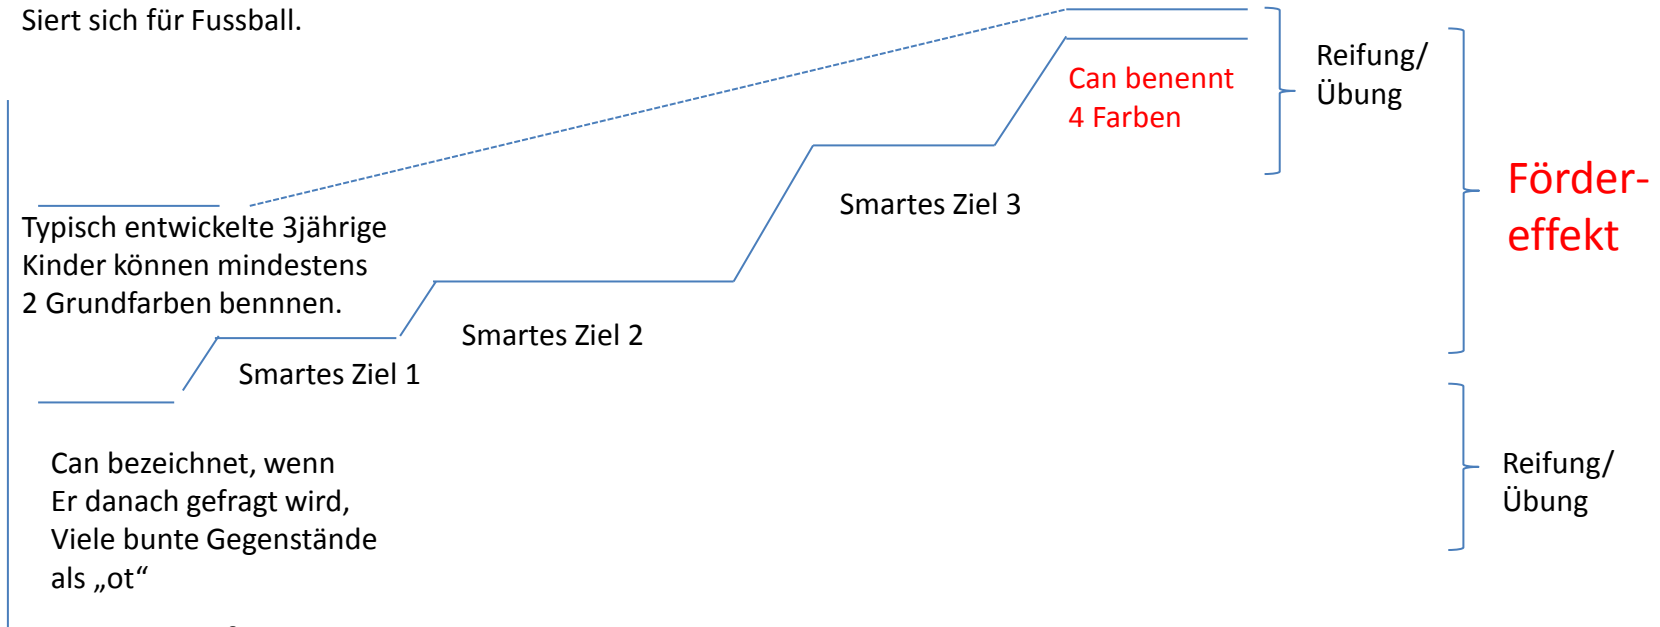 Siert sich für Fussball.
Reifung/
Übung
Can benennt
4 Farben
Förder-
effekt
Smartes Ziel 3
Typisch entwickelte 3jährige
Kinder können mindestens
2 Grundfarben bennnen.
Smartes Ziel 2
Smartes Ziel 1
Can bezeichnet, wenn
Er danach gefragt wird,
Viele bunte Gegenstände
als „ot“
Reifung/
Übung